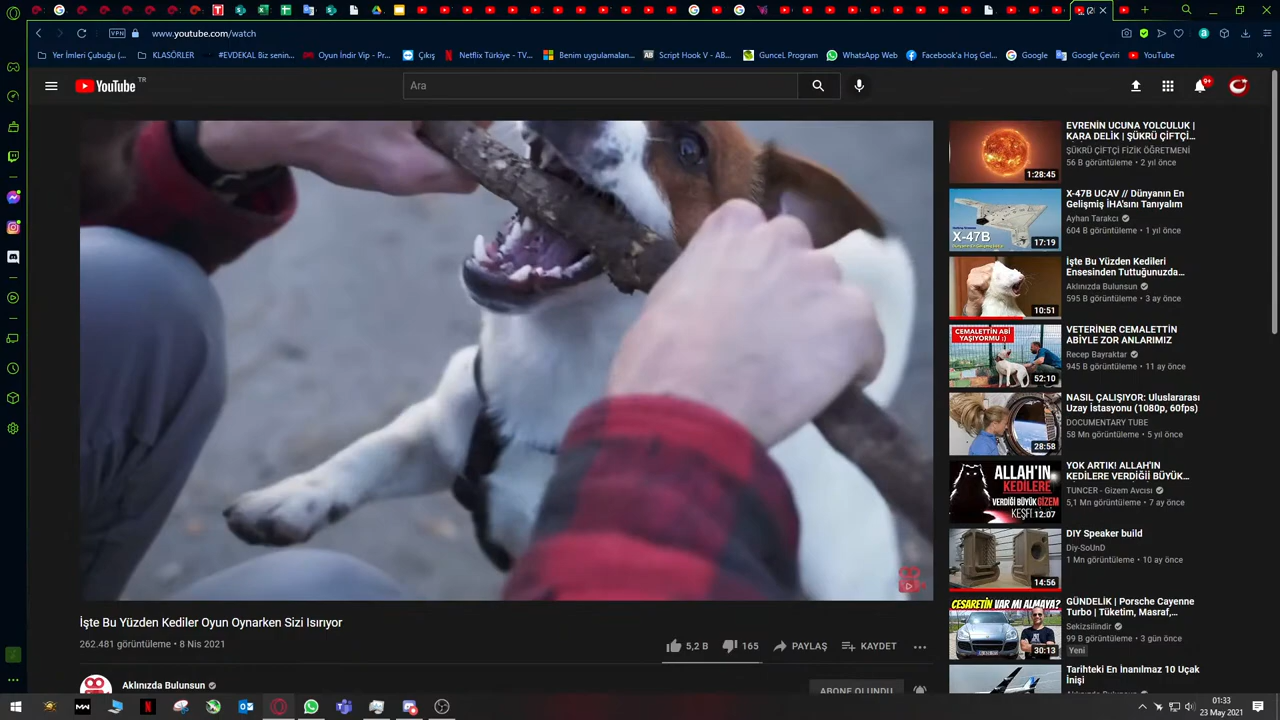 VPN
www.youtube.com/watch
Yer İmleri Çubuğu (...
KLASÖRLER
#EVDEKAL Biz senin...
Oyun İndir Vip - Pr...
Çıkış
Netflix Türkiye - TV...
Benim uygulamaları...
Script Hook V - AB...
GunceL Program
WhatsApp Web
Facebook'a Hoş Gel...
Google
Google Çeviri
YouTube
YouTube TR
Ara
9+
EVRENİN UCUNA YOLCULUK |
KARA DELİK | ŞÜKRÜ ÇİFTÇİ...
ŞÜKRÜ ÇİFTÇİ FİZİK ÖĞRETMENİ
56 B görüntüleme • 2 yıl önce
1:28:45
X-47B UCAV // Dünyanın En
Gelişmiş İHA'sını Tanıyalım
Ayhan Tarakcı
604 B görüntüleme • 1 yıl önce
X-47B
17:19
İşte Bu Yüzden Kedileri
Ensesinden Tuttuğunuzda...
Aklınızda Bulunsun
595 B görüntüleme • 3 ay önce
10:51
CEMALETTİN ABİ
YAŞIYORMU :)
VETERİNER CEMALETTİN
ABİYLE ZOR ANLARIMIZ
Recep Bayraktar
945 B görüntüleme • 11 ay önce
52:10
NASIL ÇALIŞIYOR: Uluslararası
Uzay İstasyonu (1080p, 60fps)
DOCUMENTARY TUBE
58 Mn görüntüleme • 5 yıl önce
28:58
ALLAH'IN
KEDİLERE
VERDİĞİ BÜYÜK GİZEM
KEŞFİ
12:07
YOK ARTIK! ALLAH'IN
KEDİLERE VERDİĞİİ BÜYÜK...
TUNCER - Gizem Avcısı
5,1 Mn görüntüleme • 7 ay önce
DIY Speaker build
Diy-SoUnD
1 Mn görüntüleme • 10 ay önce
14:56
CESARETİN VAR MI ALMAYA?
GÜNDELİK | Porsche Cayenne
Turbo | Tüketim, Masraf,...
Sekizsilindir
99 B görüntüleme • 3 gün önce
Yeni
30:13
Tarihteki En İnanılmaz 10 Uçak
İnişi
İşte Bu Yüzden Kediler Oyun Oynarken Sizi Isırıyor
262.481 görüntüleme • 8 Nis 2021
5,2 B
165
PAYLAŞ
KAYDET
Aklınızda Bulunsun
ABONE OLUNDU
01:33
23 May 2021